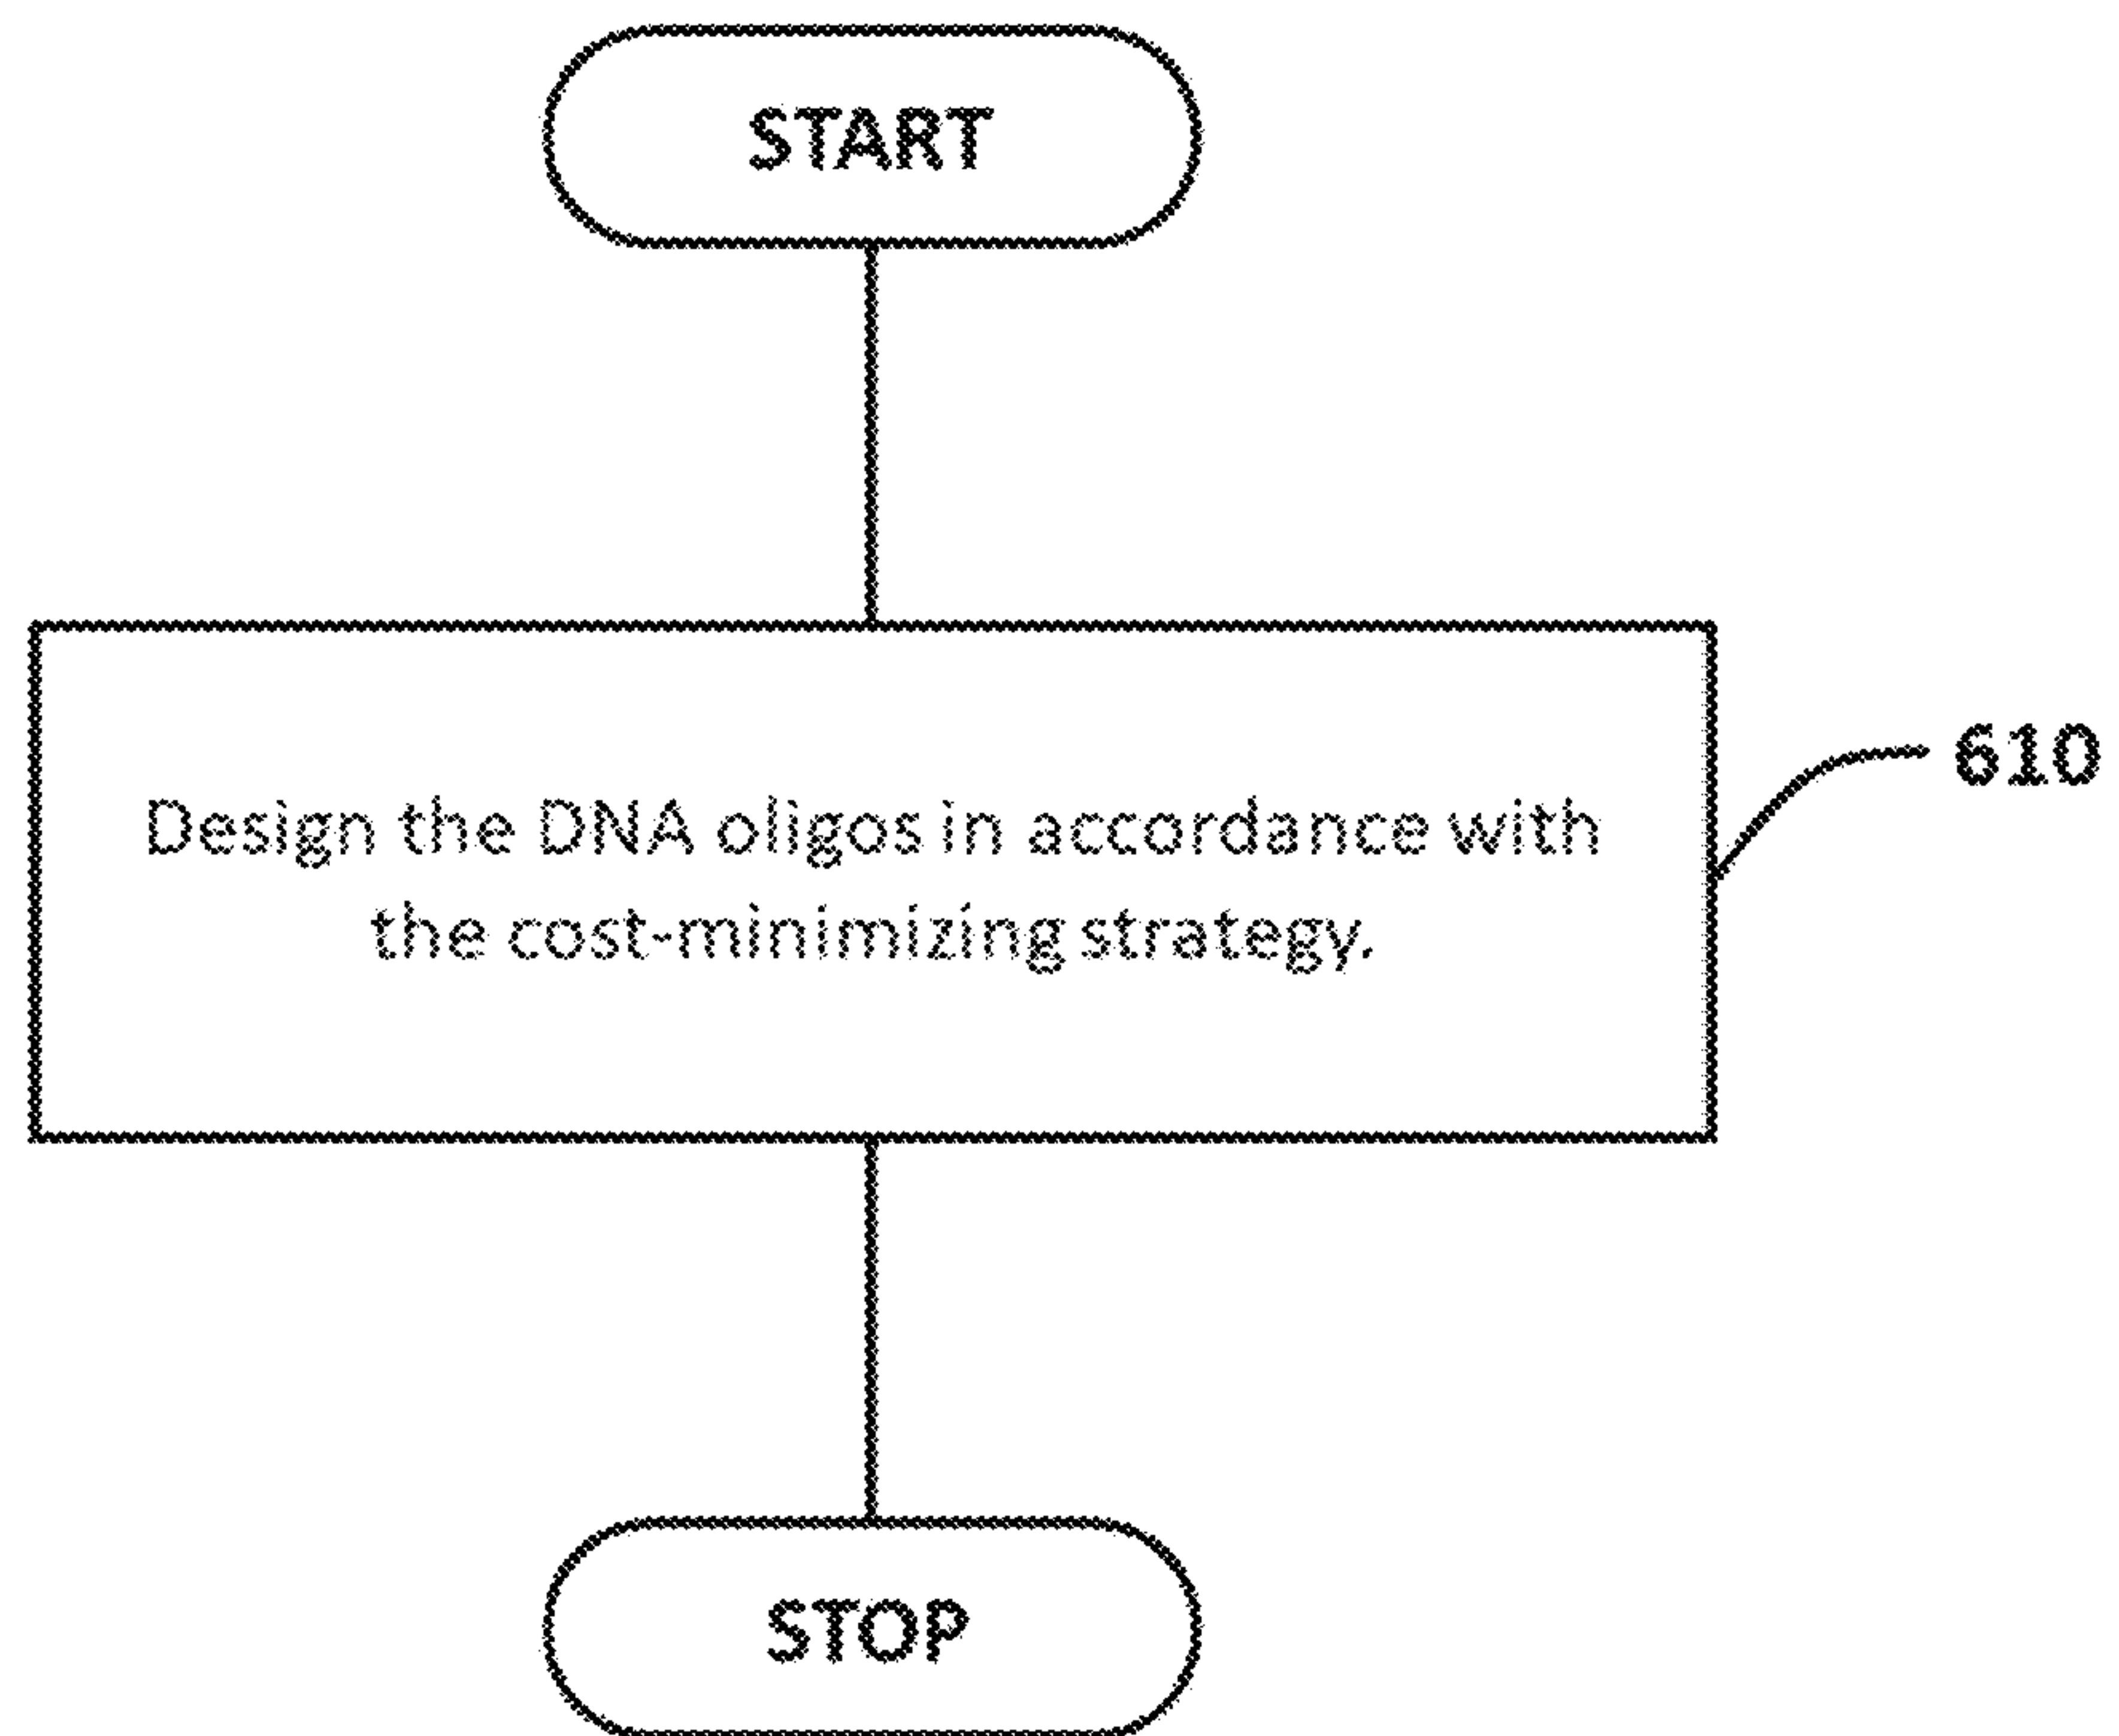 START
610
Design the DNA oligos in accordance with
the cost-minimizing strategy.
STOP